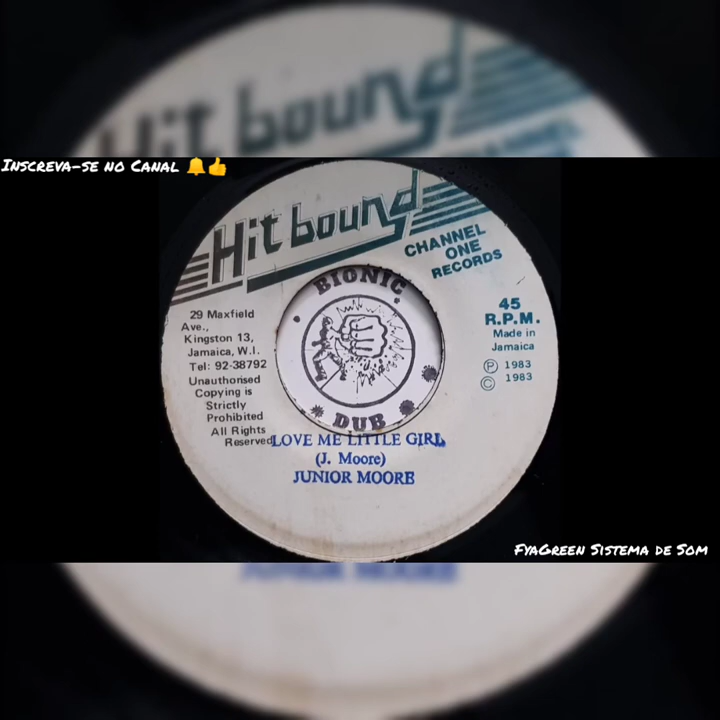 Hit bound
INSCREVA-SE NO CANAL 🔔👍
Hit bound
CHANNEL
ONE
RECORDS
BIONIC
DUB
29 Maxfield
Ave.,
Kingston 13,
Jamaica, W.I.
Tel: 92-38792
Unauthorised
Copying is
Strictly
Prohibited
All Rights
Reserved
45
R.P.M.
Made in
Jamaica
Ⓟ 1983
© 1983
LOVE ME LITTLE GIRL
(J. Moore)
JUNIOR MOORE
FYAGREEN SISTEMA DE SOM
JUNIOR MOORE